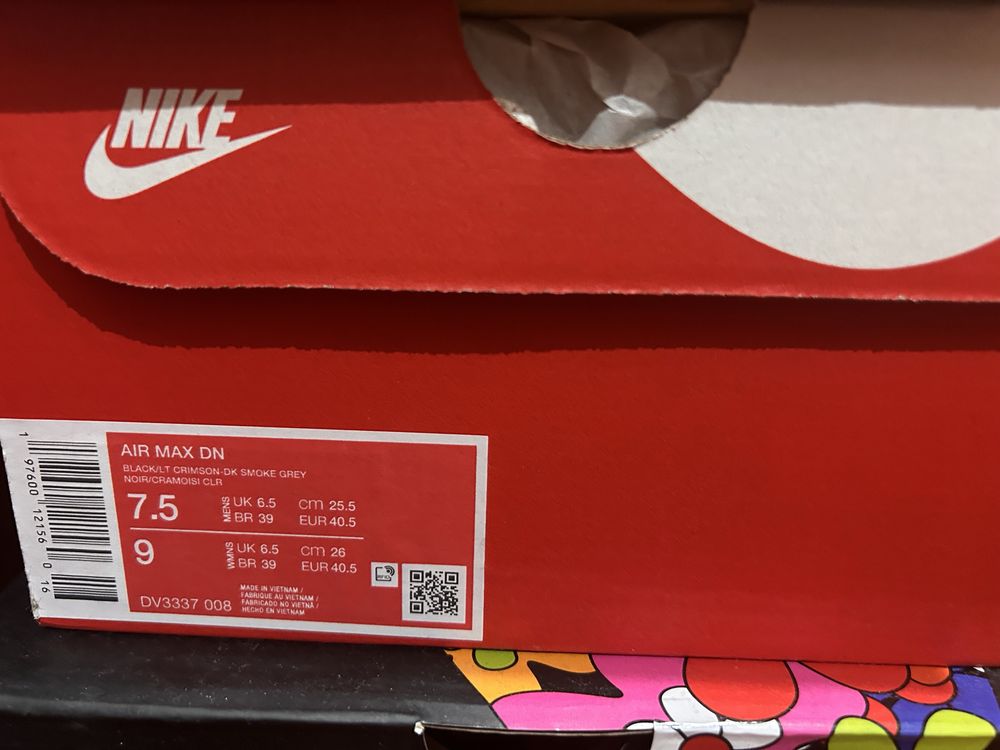 NIKE
1 97600 12156 0 16
AIR MAX DN
BLACK/LT CRIMSON-DK SMOKE GREY
NOIR/CRAMOISI CLR
7.5 MENS UK 6.5 cm 25.5
BR 39 EUR 40.5
9 WMNS UK 6.5 cm 26
BR 39 EUR 40.5
RFID
MADE IN VIETNAM /
FABRIQUE AU VIETNAM /
FABRICADO NO VIETNÃ /
HECHO EN VIETNAM
DV3337 008